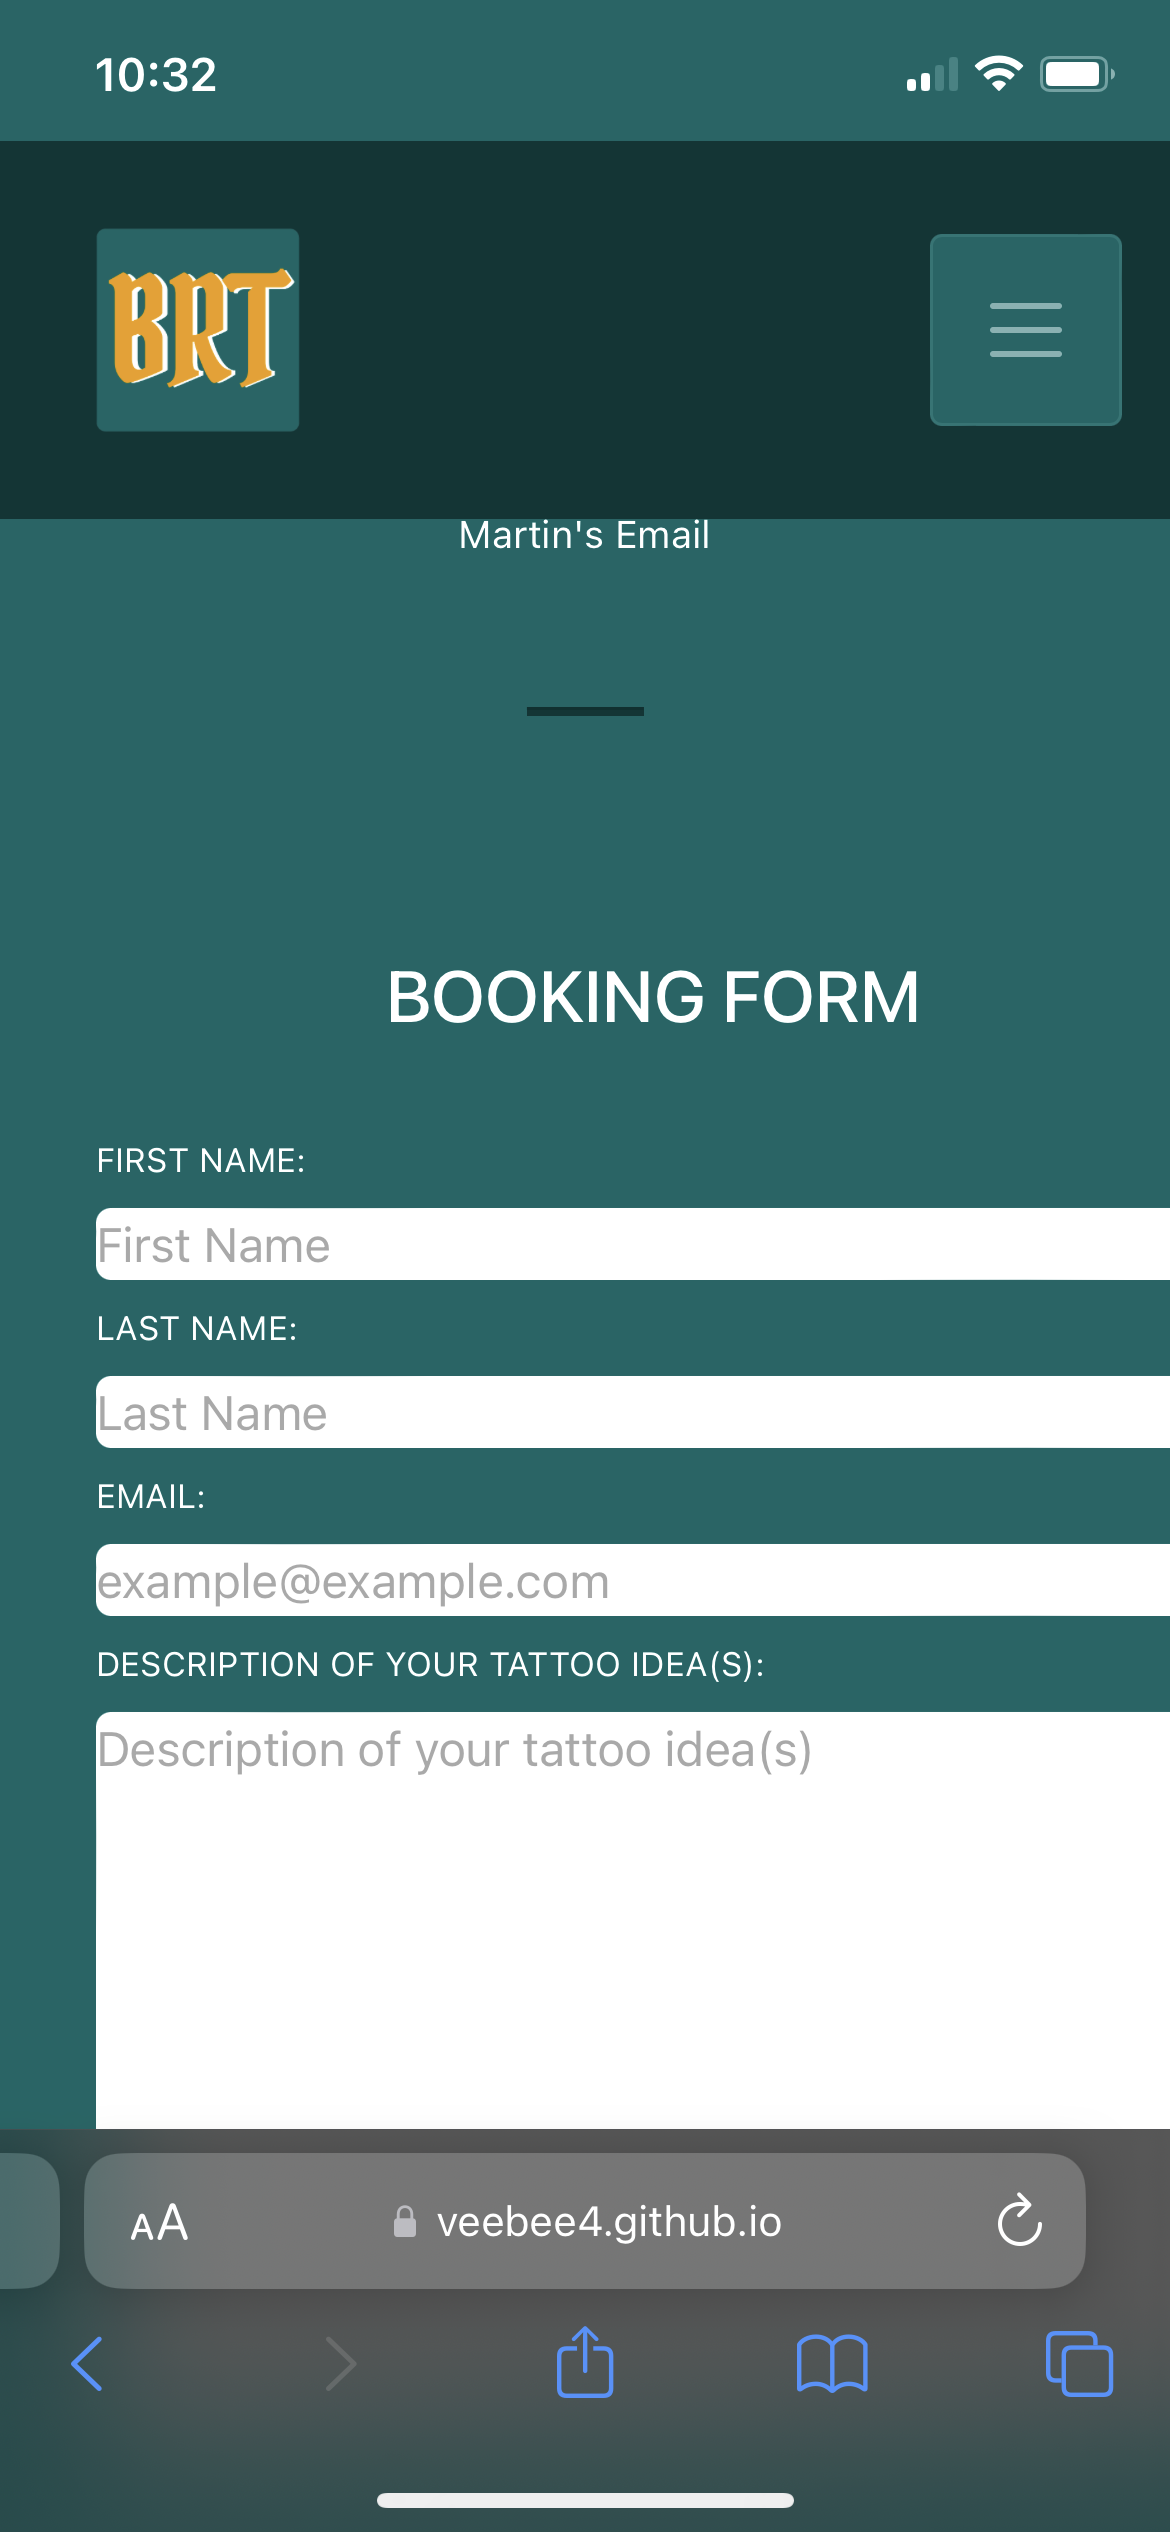 10:32
BRT
Martin's Email
BOOKING FORM
FIRST NAME:
First Name
LAST NAME:
Last Name
EMAIL:
example@example.com
DESCRIPTION OF YOUR TATTOO IDEA(S):
Description of your tattoo idea(s)
AA veebee4.github.io